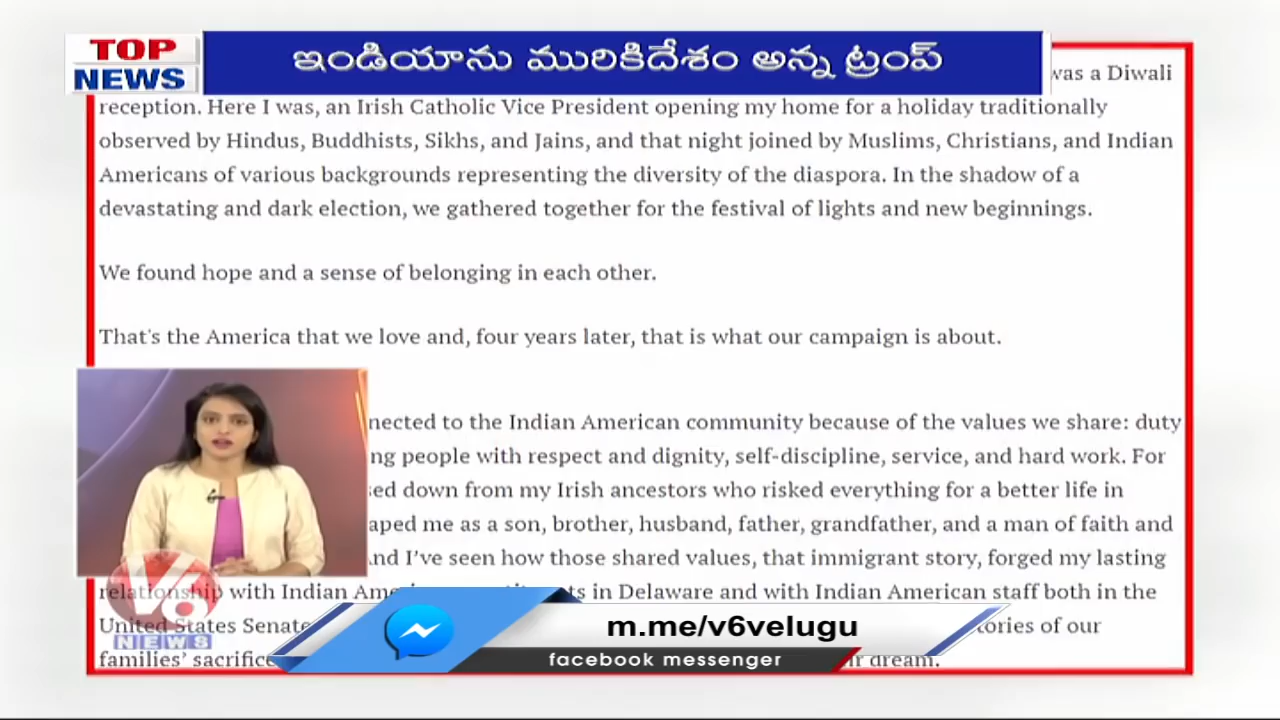 TOP
NEWS
ఇండియాను మురికిదేశం అన్న ట్రంప్
was a Diwali
reception. Here I was, an Irish Catholic Vice President opening my home for a holiday traditionally
observed by Hindus, Buddhists, Sikhs, and Jains, and that night joined by Muslims, Christians, and Indian
Americans of various backgrounds representing the diversity of the diaspora. In the shadow of a
devastating and dark election, we gathered together for the festival of lights and new beginnings.
We found hope and a sense of belonging in each other.
That's the America that we love and, four years later, that is what our campaign is about.
to the Indian American community because of the values we share: duty
people with respect and dignity, self-discipline, service, and hard work. For
down from my Irish ancestors who risked everything for a better life in
me as a son, brother, husband, father, grandfather, and a man of faith and
And I've seen how those shared values, that immigrant story, forged my lasting
relationship with Indian in Delaware and with Indian American staff both in the
United States Senate of our
families' dream.
V6
NEWS
m.me/v6velugu
facebook messenger